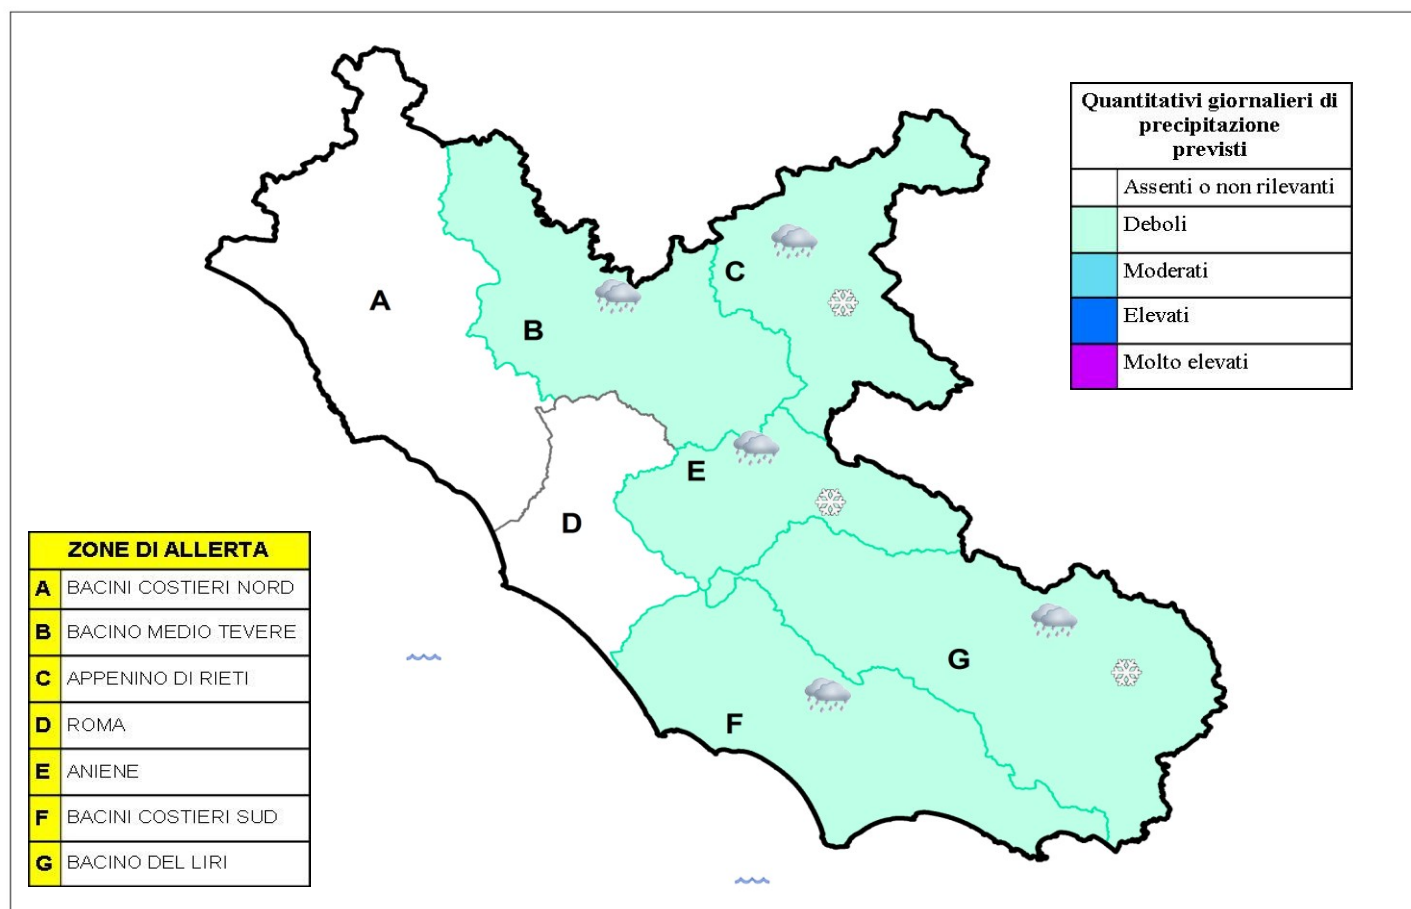 Quantitativi giornalieri di
precipitazione
previsti
Assenti o non rilevanti
Deboli
Moderati
Elevati
Molto elevati
A
B
C
D
E
F
G
ZONE DI ALLERTA
A BACINI COSTIERI NORD
B BACINO MEDIO TEVERE
C APPENINO DI RIETI
D ROMA
E ANIENE
F BACINI COSTIERI SUD
G BACINO DEL LIRI